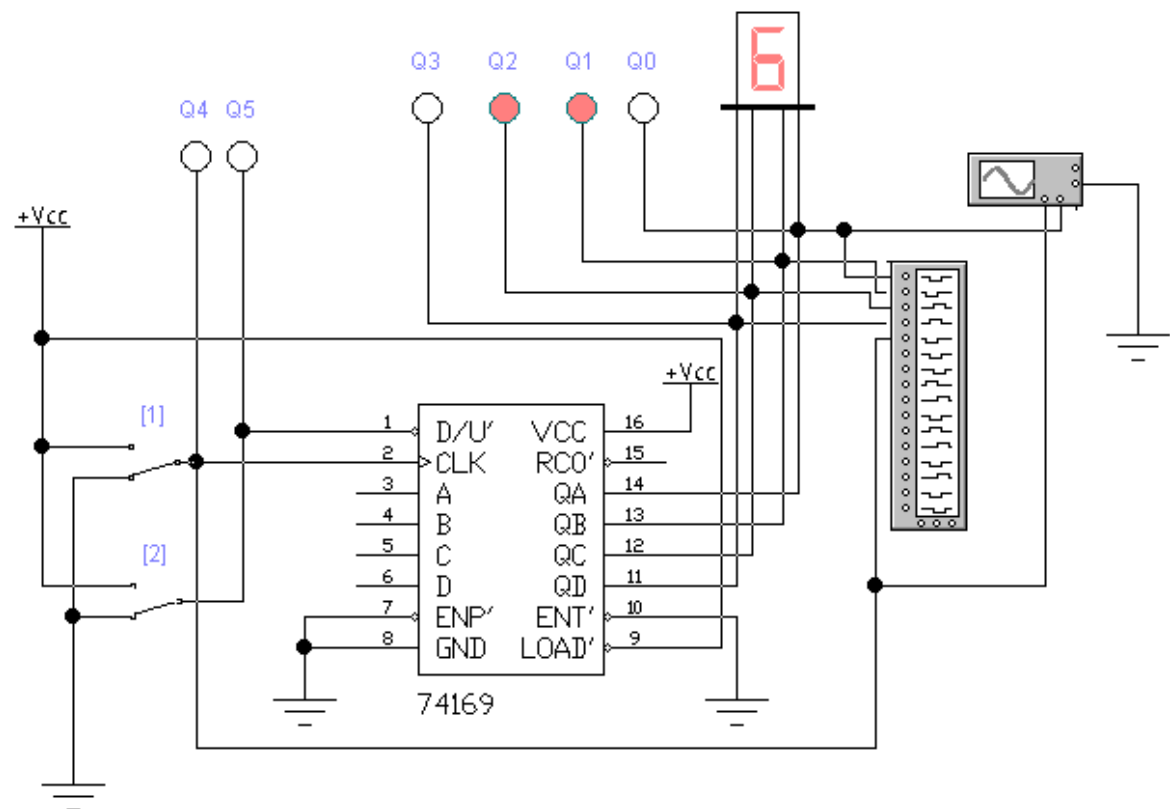 6
Q3 Q2 Q1 Q0
Q4 Q5
+Vcc
+Vcc
[1]
1 D/U' VCC 16
2 CLK RCO' 15
3 A QA 14
4 B QB 13
5 C QC 12
[2]
6 D QD 11
7 ENP' ENT' 10
8 GND LOAD' 9
74169